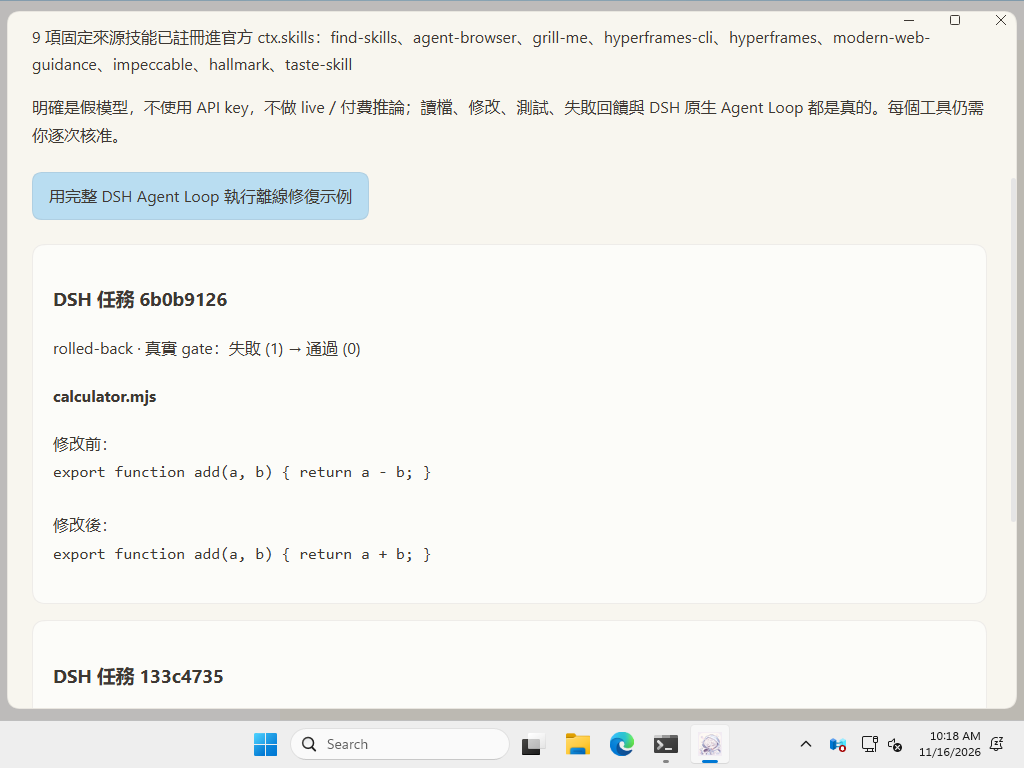 9 項固定來源技能已註冊進官方 ctx.skills：find-skills、agent-browser、grill-me、hyperframes-cli、hyperframes、modern-web-
guidance、impeccable、hallmark、taste-skill
明確是假模型，不使用 API key，不做 live / 付費推論；讀檔、修改、測試、失敗回饋與 DSH 原生 Agent Loop 都是真的。每個工具仍需
你逐次核准。
用完整 DSH Agent Loop 執行離線修復示例
DSH 任務 6b0b9126
rolled-back · 真實 gate：失敗 (1) → 通過 (0)
calculator.mjs
修改前：
export function add(a, b) { return a - b; }
修改後：
export function add(a, b) { return a + b; }
DSH 任務 133c4735
Search
10:18 AM
11/16/2026